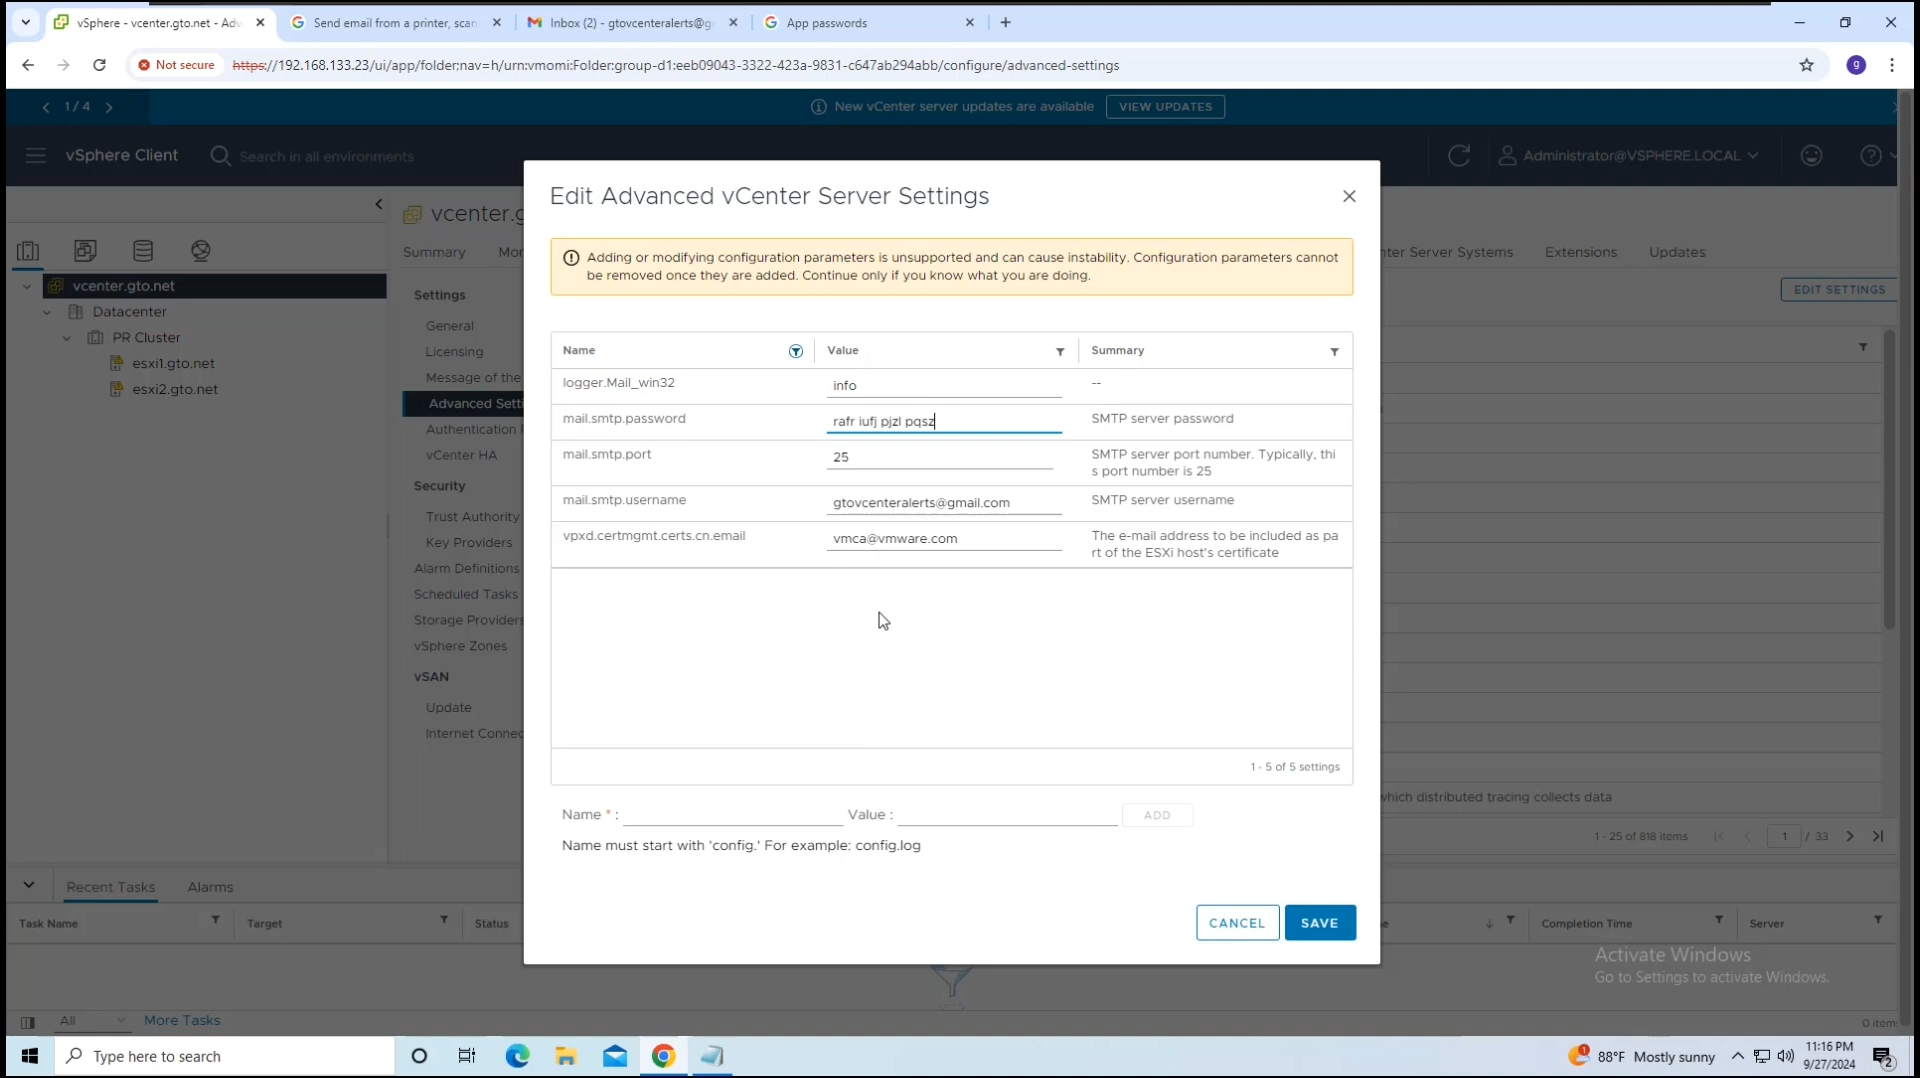 vSphere - vcenter.gto.net - Adv
Send email from a printer, scan
Inbox (2) - gtovcenteralerts@g
App passwords
Not secure
https://192.168.133.23/ui/app/folder;nav=h/urn:vmomi:Folder:group-d1:eeb09043-3322-423a-9831-c647ab294abb/configure/advanced-settings
g
1 / 4
New vCenter server updates are available
VIEW UPDATES
vSphere Client
Search in all environments
Administrator@VSPHERE.LOCAL
vcenter.g
Summary
Mon
nter Server Systems
Extensions
Updates
EDIT SETTINGS
vcenter.gto.net
Datacenter
PR Cluster
esxi1.gto.net
esxi2.gto.net
Settings
General
Licensing
Message of the
Advanced Setti
Authentication P
vCenter HA
Security
Trust Authority
Key Providers
Alarm Definitions
Scheduled Tasks
Storage Providers
vSphere Zones
vSAN
Update
Internet Connec
Edit Advanced vCenter Server Settings
Adding or modifying configuration parameters is unsupported and can cause instability. Configuration parameters cannot
be removed once they are added. Continue only if you know what you are doing.
Name
Value
Summary
logger.Mail_win32
info
--
mail.smtp.password
rafr iufj pjzl pqsz
SMTP server password
mail.smtp.port
25
SMTP server port number. Typically, thi
s port number is 25
mail.smtp.username
gtovcenteralerts@gmail.com
SMTP server username
vpxd.certmgmt.certs.cn.email
vmca@vmware.com
The e-mail address to be included as pa
rt of the ESXi host's certificate
1 - 5 of 5 settings
Name * :
Value :
ADD
Name must start with 'config.' For example: config.log
CANCEL
SAVE
which distributed tracing collects data
1 - 25 of 818 items
1
/ 33
Recent Tasks
Alarms
Task Name
Target
Status
e
Completion Time
Server
Activate Windows
Go to Settings to activate Windows.
All
More Tasks
0 items
Type here to search
1
88°F Mostly sunny
11:16 PM
9/27/2024
2